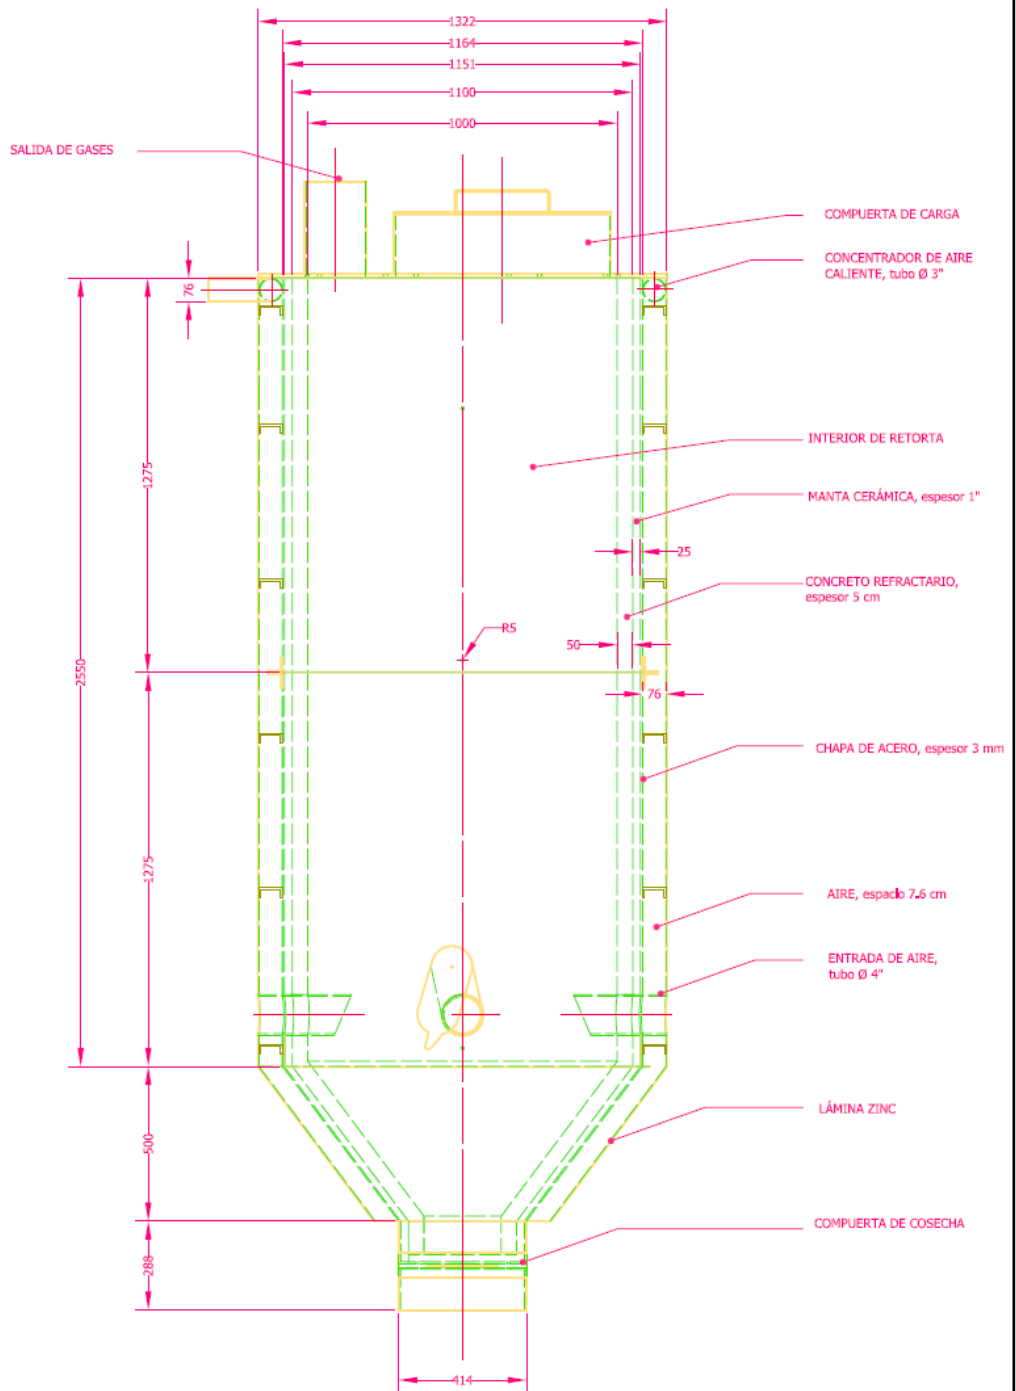 1322
1164
1151
1100
1000
SALIDA DE GASES
COMPUERTA DE CARGA
CONCENTRADOR DE AIRE
CALIENTE, tubo Ø 3"
76
INTERIOR DE RETORTA
1275
MANTA CERÁMICA, espesor 1"
25
CONCRETO REFRACTARIO,
espesor 5 cm
R5
50
2550
76
CHAPA DE ACERO, espesor 3 mm
1275
AIRE, espacio 7.6 cm
ENTRADA DE AIRE,
tubo Ø 4"
LÁMINA ZINC
500
COMPUERTA DE COSECHA
288
414